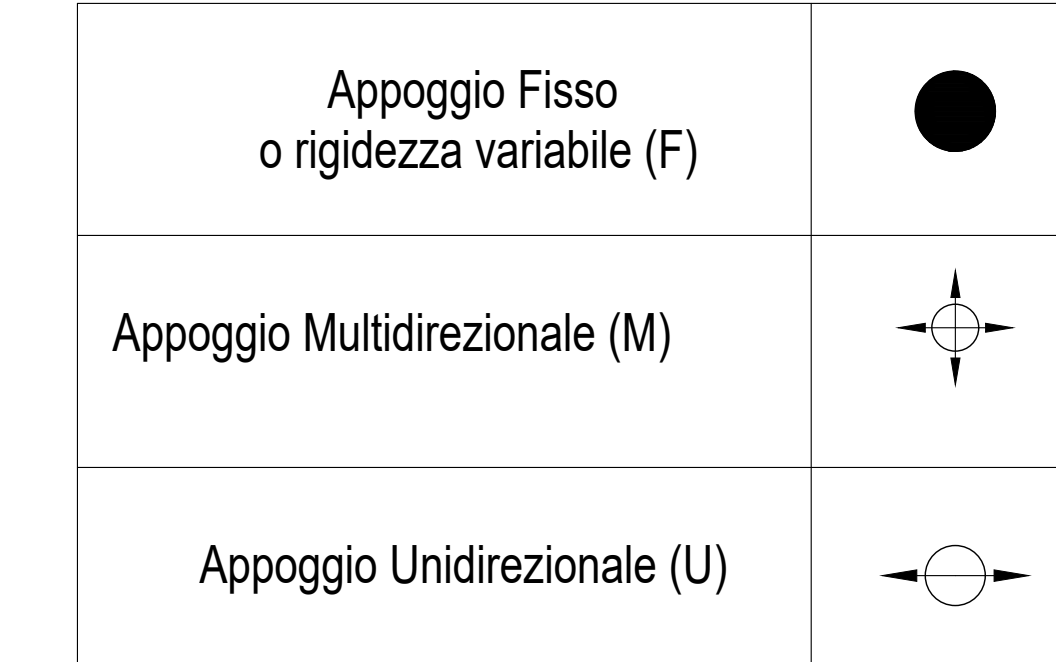 Appoggio Fisso
o rigidezza variabile (F)
Appoggio Multidirezionale (M)
Appoggio Unidirezionale (U)